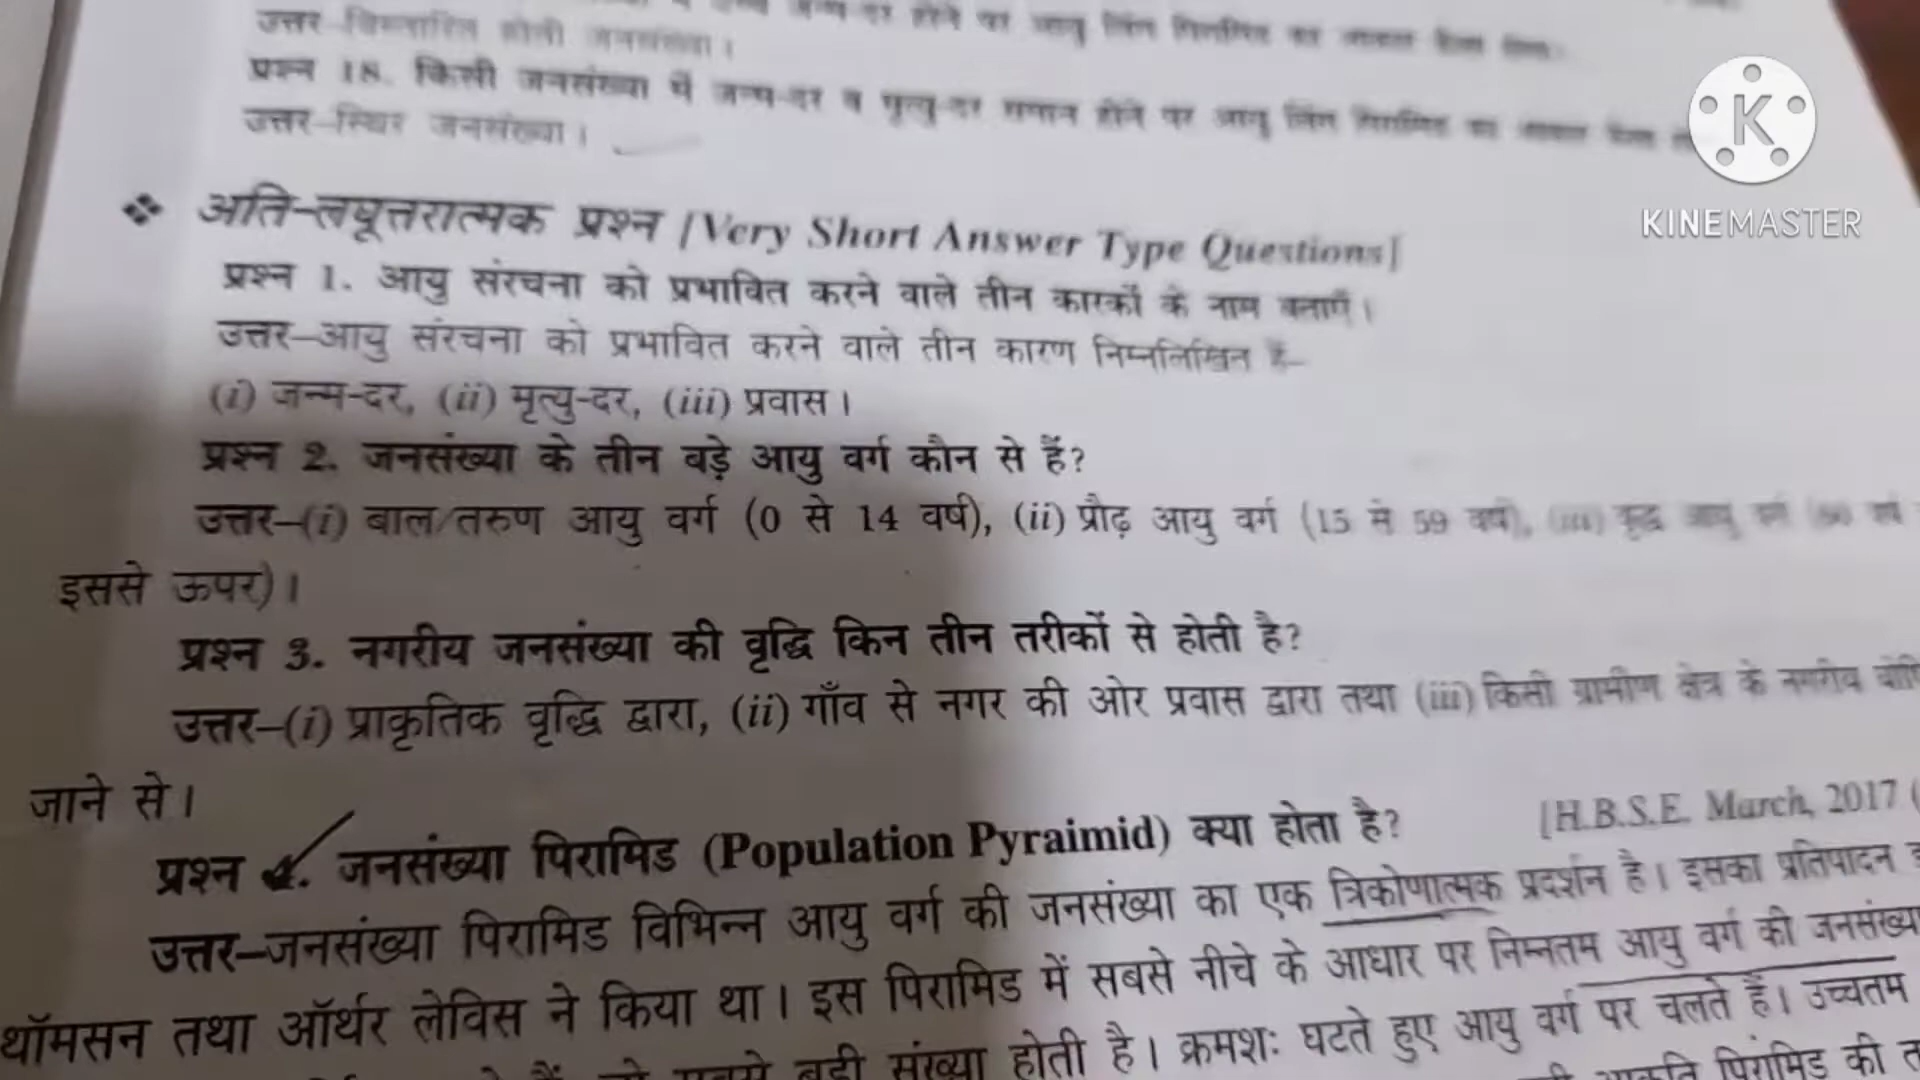 उत्तर-विस्तारित होती जनसंख्या।
प्रश्न 18. किसी जनसंख्या में जन्म-दर व मृत्यु-दर समान होने पर आयु लिंग पिरामिड का
उत्तर-स्थिर जनसंख्या।
KINEMASTER
❖ अति-लघूत्तरात्मक प्रश्न [Very Short Answer Type Questions]
प्रश्न 1. आयु संरचना को प्रभावित करने वाले तीन कारकों के नाम बताएँ।
उत्तर–आयु संरचना को प्रभावित करने वाले तीन कारण निम्नलिखित हैं–
(i) जन्म-दर, (ii) मृत्यु-दर, (iii) प्रवास।
प्रश्न 2. जनसंख्या के तीन बड़े आयु वर्ग कौन से हैं?
उत्तर–(i) बाल/तरुण आयु वर्ग (0 से 14 वर्ष), (ii) प्रौढ़ आयु वर्ग (15 से 59 वर्ष), (iii) वृद्ध आयु वर्ग (60 वर्ष
इससे ऊपर)।
प्रश्न 3. नगरीय जनसंख्या की वृद्धि किन तीन तरीकों से होती है?
उत्तर–(i) प्राकृतिक वृद्धि द्वारा, (ii) गाँव से नगर की ओर प्रवास द्वारा तथा (iii) किसी ग्रामीण क्षेत्र के नगरीय
जाने से।
प्रश्न 4. जनसंख्या पिरामिड (Population Pyraimid) क्या होता है? [H.B.S.E. March, 2017 (
उत्तर–जनसंख्या पिरामिड विभिन्न आयु वर्ग की जनसंख्या का एक त्रिकोणात्मक प्रदर्शन है। इसका प्रतिपादन
थॉमसन तथा ऑर्थर लेविस ने किया था। इस पिरामिड में सबसे नीचे के आधार पर निम्नतम आयु वर्ग की जनसंख्या
संख्या होती है। क्रमशः घटते हुए आयु वर्ग पर चलते हैं। उच्चतम
पिरामिड की